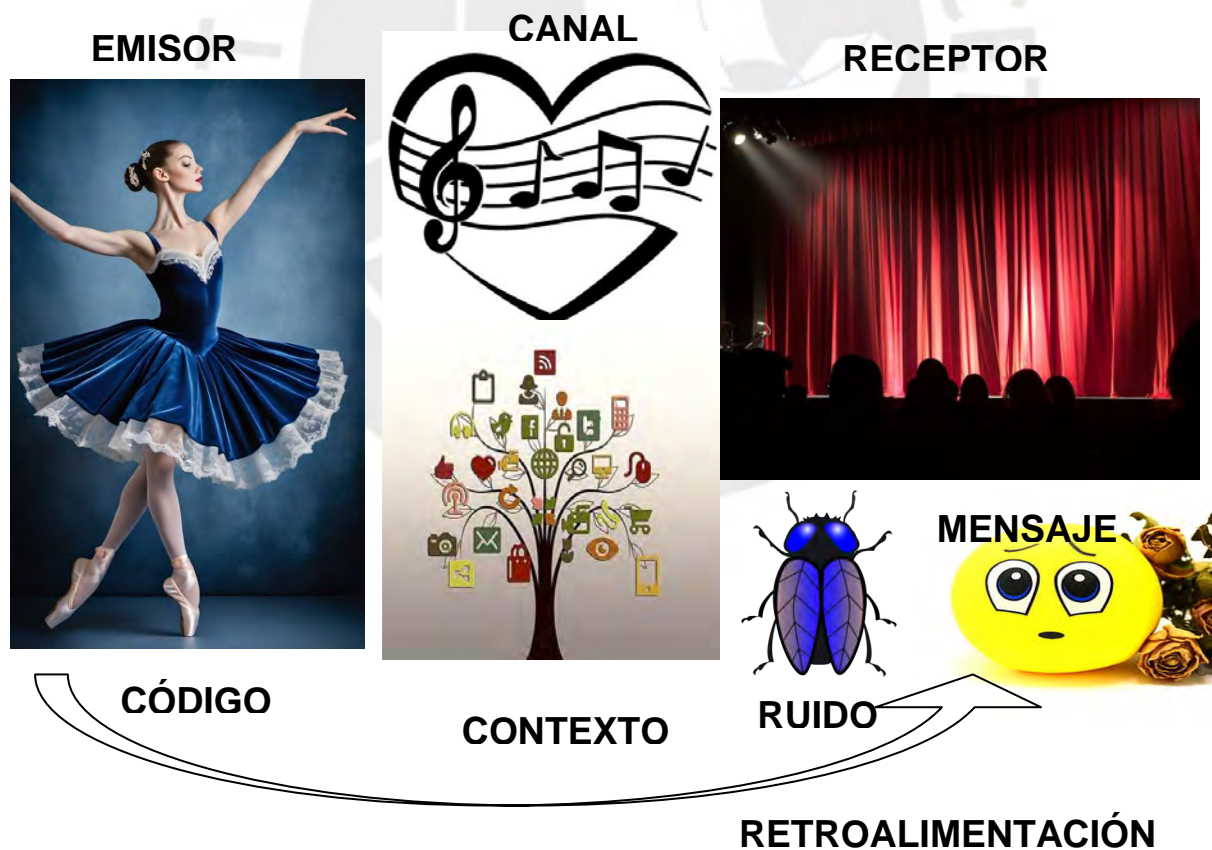 EMISOR
CANAL
RECEPTOR
MENSAJE
CÓDIGO
CONTEXTO
RUIDO
RETROALIMENTACIÓN